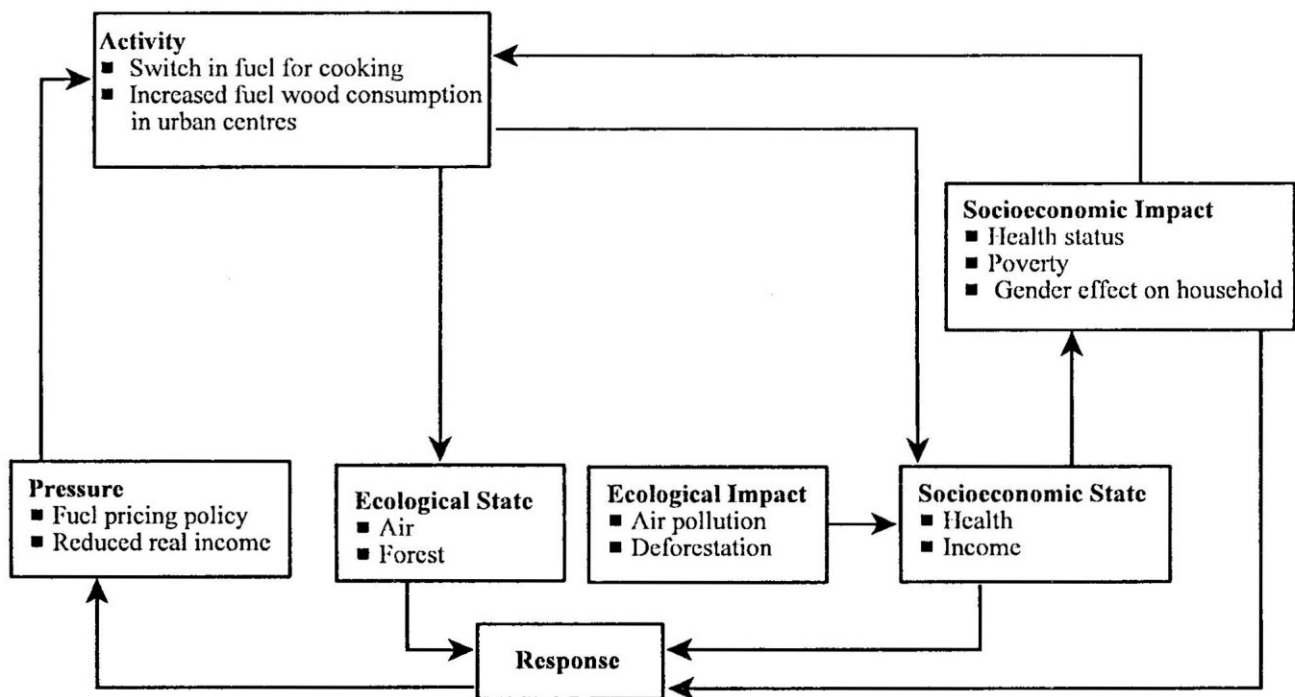 Activity
■ Switch in fuel for cooking
■ Increased fuel wood consumption
in urban centres
Socioeconomic Impact
■ Health status
■ Poverty
■ Gender effect on household
Pressure
■ Fuel pricing policy
■ Reduced real income
Ecological State
■ Air
■ Forest
Ecological Impact
■ Air pollution
■ Deforestation
Socioeconomic State
■ Health
■ Income
Response